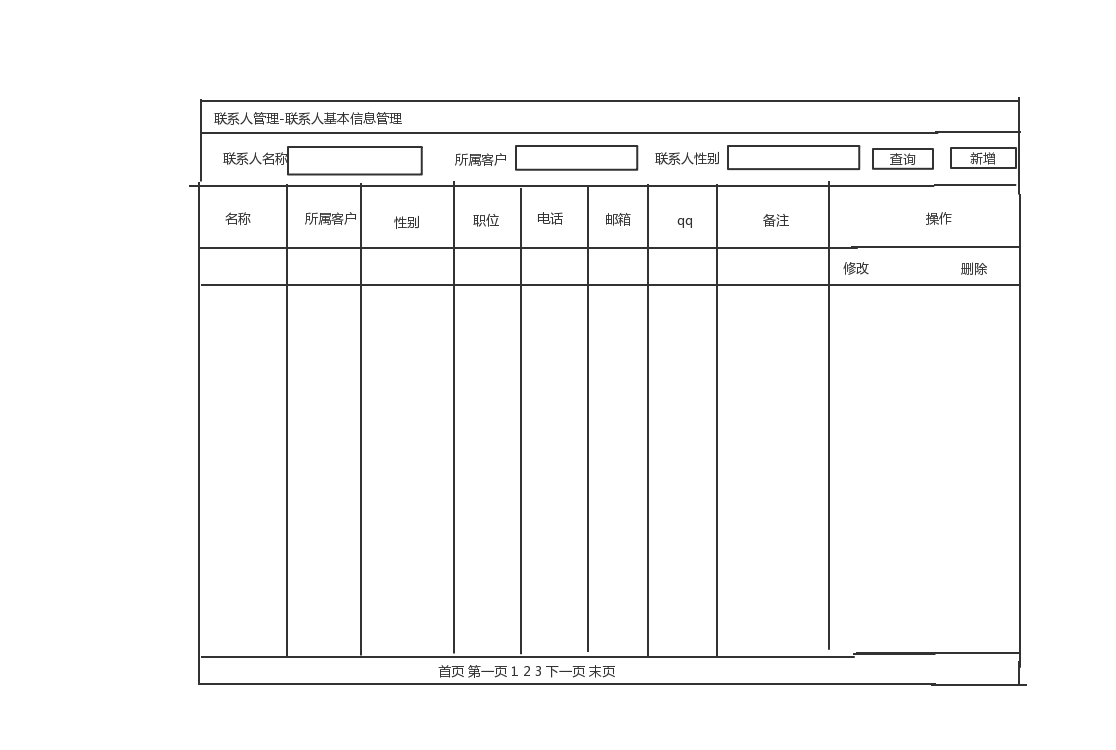 联系人管理-联系人基本信息管理
联系人名称 所属客户 联系人性别 查询 新增
名称 所属客户 性别 职位 电话 邮箱 qq 备注 操作
修改 删除
首页 第一页 1 2 3 下一页 末页